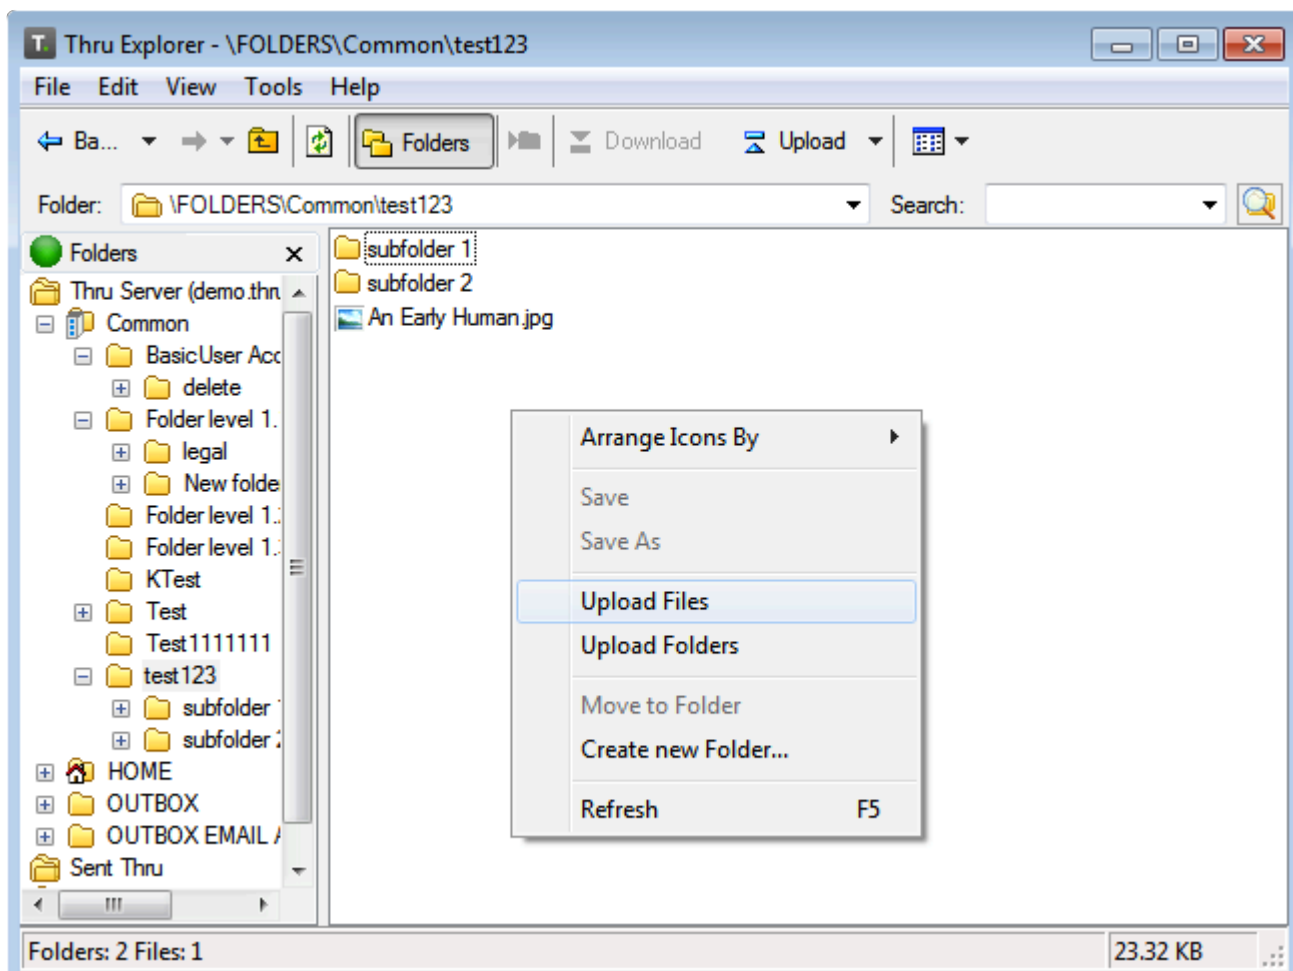 T. Thru Explorer - \FOLDERS\Common\test123
File Edit View Tools Help
Ba... Folders Download Upload
Folder: \FOLDERS\Common\test123 Search:
Folders
Thru Server (demo.thru
Common
BasicUser Acc
delete
Folder level 1.
legal
New folde
Folder level 1.
Folder level 1.
KTest
Test
Test1111111
test123
subfolder
subfolder 2
HOME
OUTBOX
OUTBOX EMAIL A
Sent Thru
subfolder 1
subfolder 2
An Early Human.jpg
Arrange Icons By
Save
Save As
Upload Files
Upload Folders
Move to Folder
Create new Folder...
Refresh F5
Folders: 2 Files: 1 23.32 KB